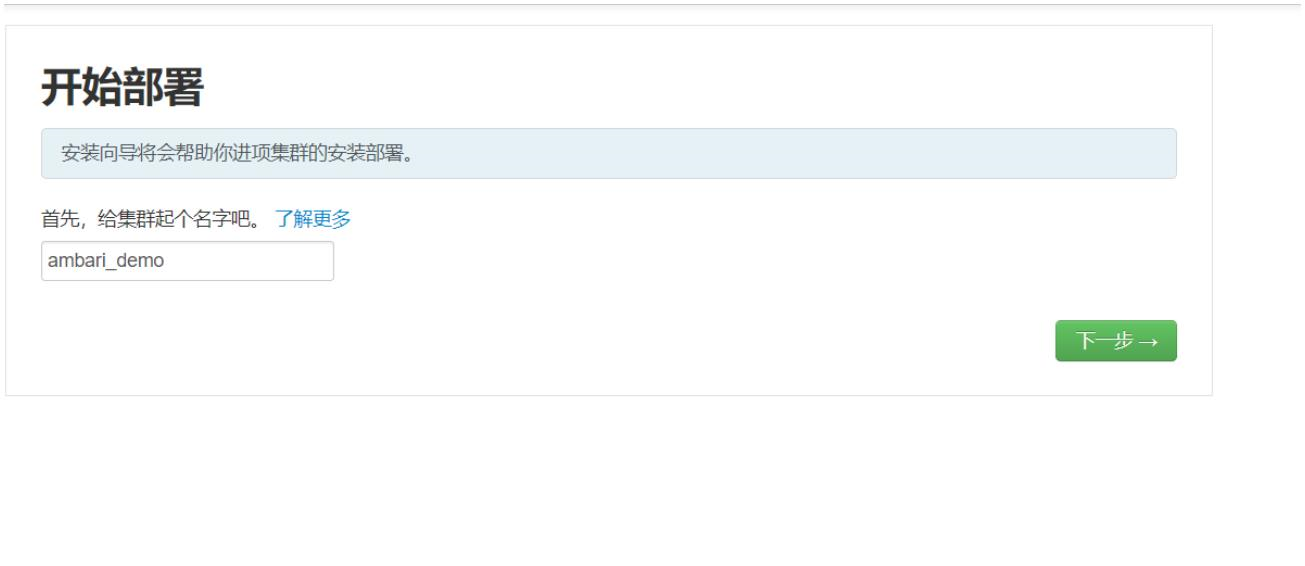 开始部署
安装向导将会帮助你进项集群的安装部署。
首先，给集群起个名字吧。 了解更多
ambari_demo
下一步→